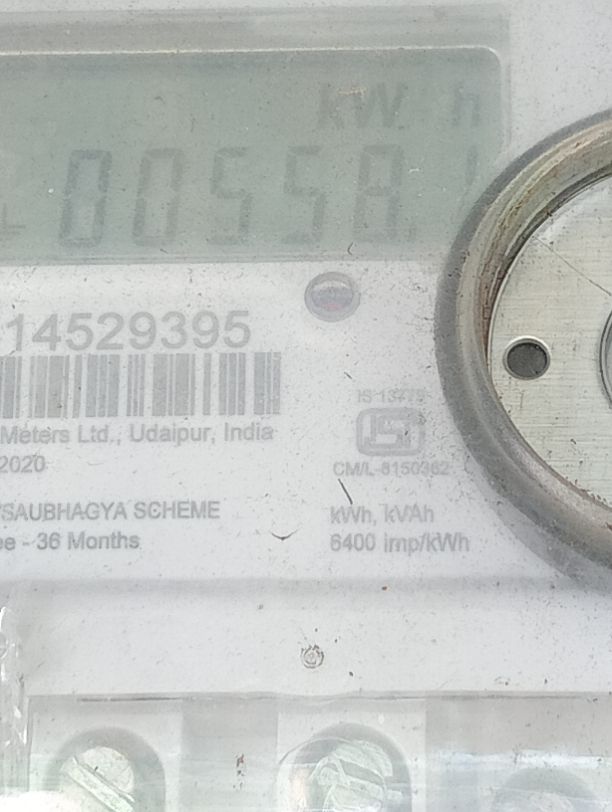 kW h
00558.1
14529395
IS 13779
Meters Ltd., Udaipur, India
2020
CM/L-8150362
/SAUBHAGYA SCHEME
kWh, kVAh
ee - 36 Months
6400 imp/kWh